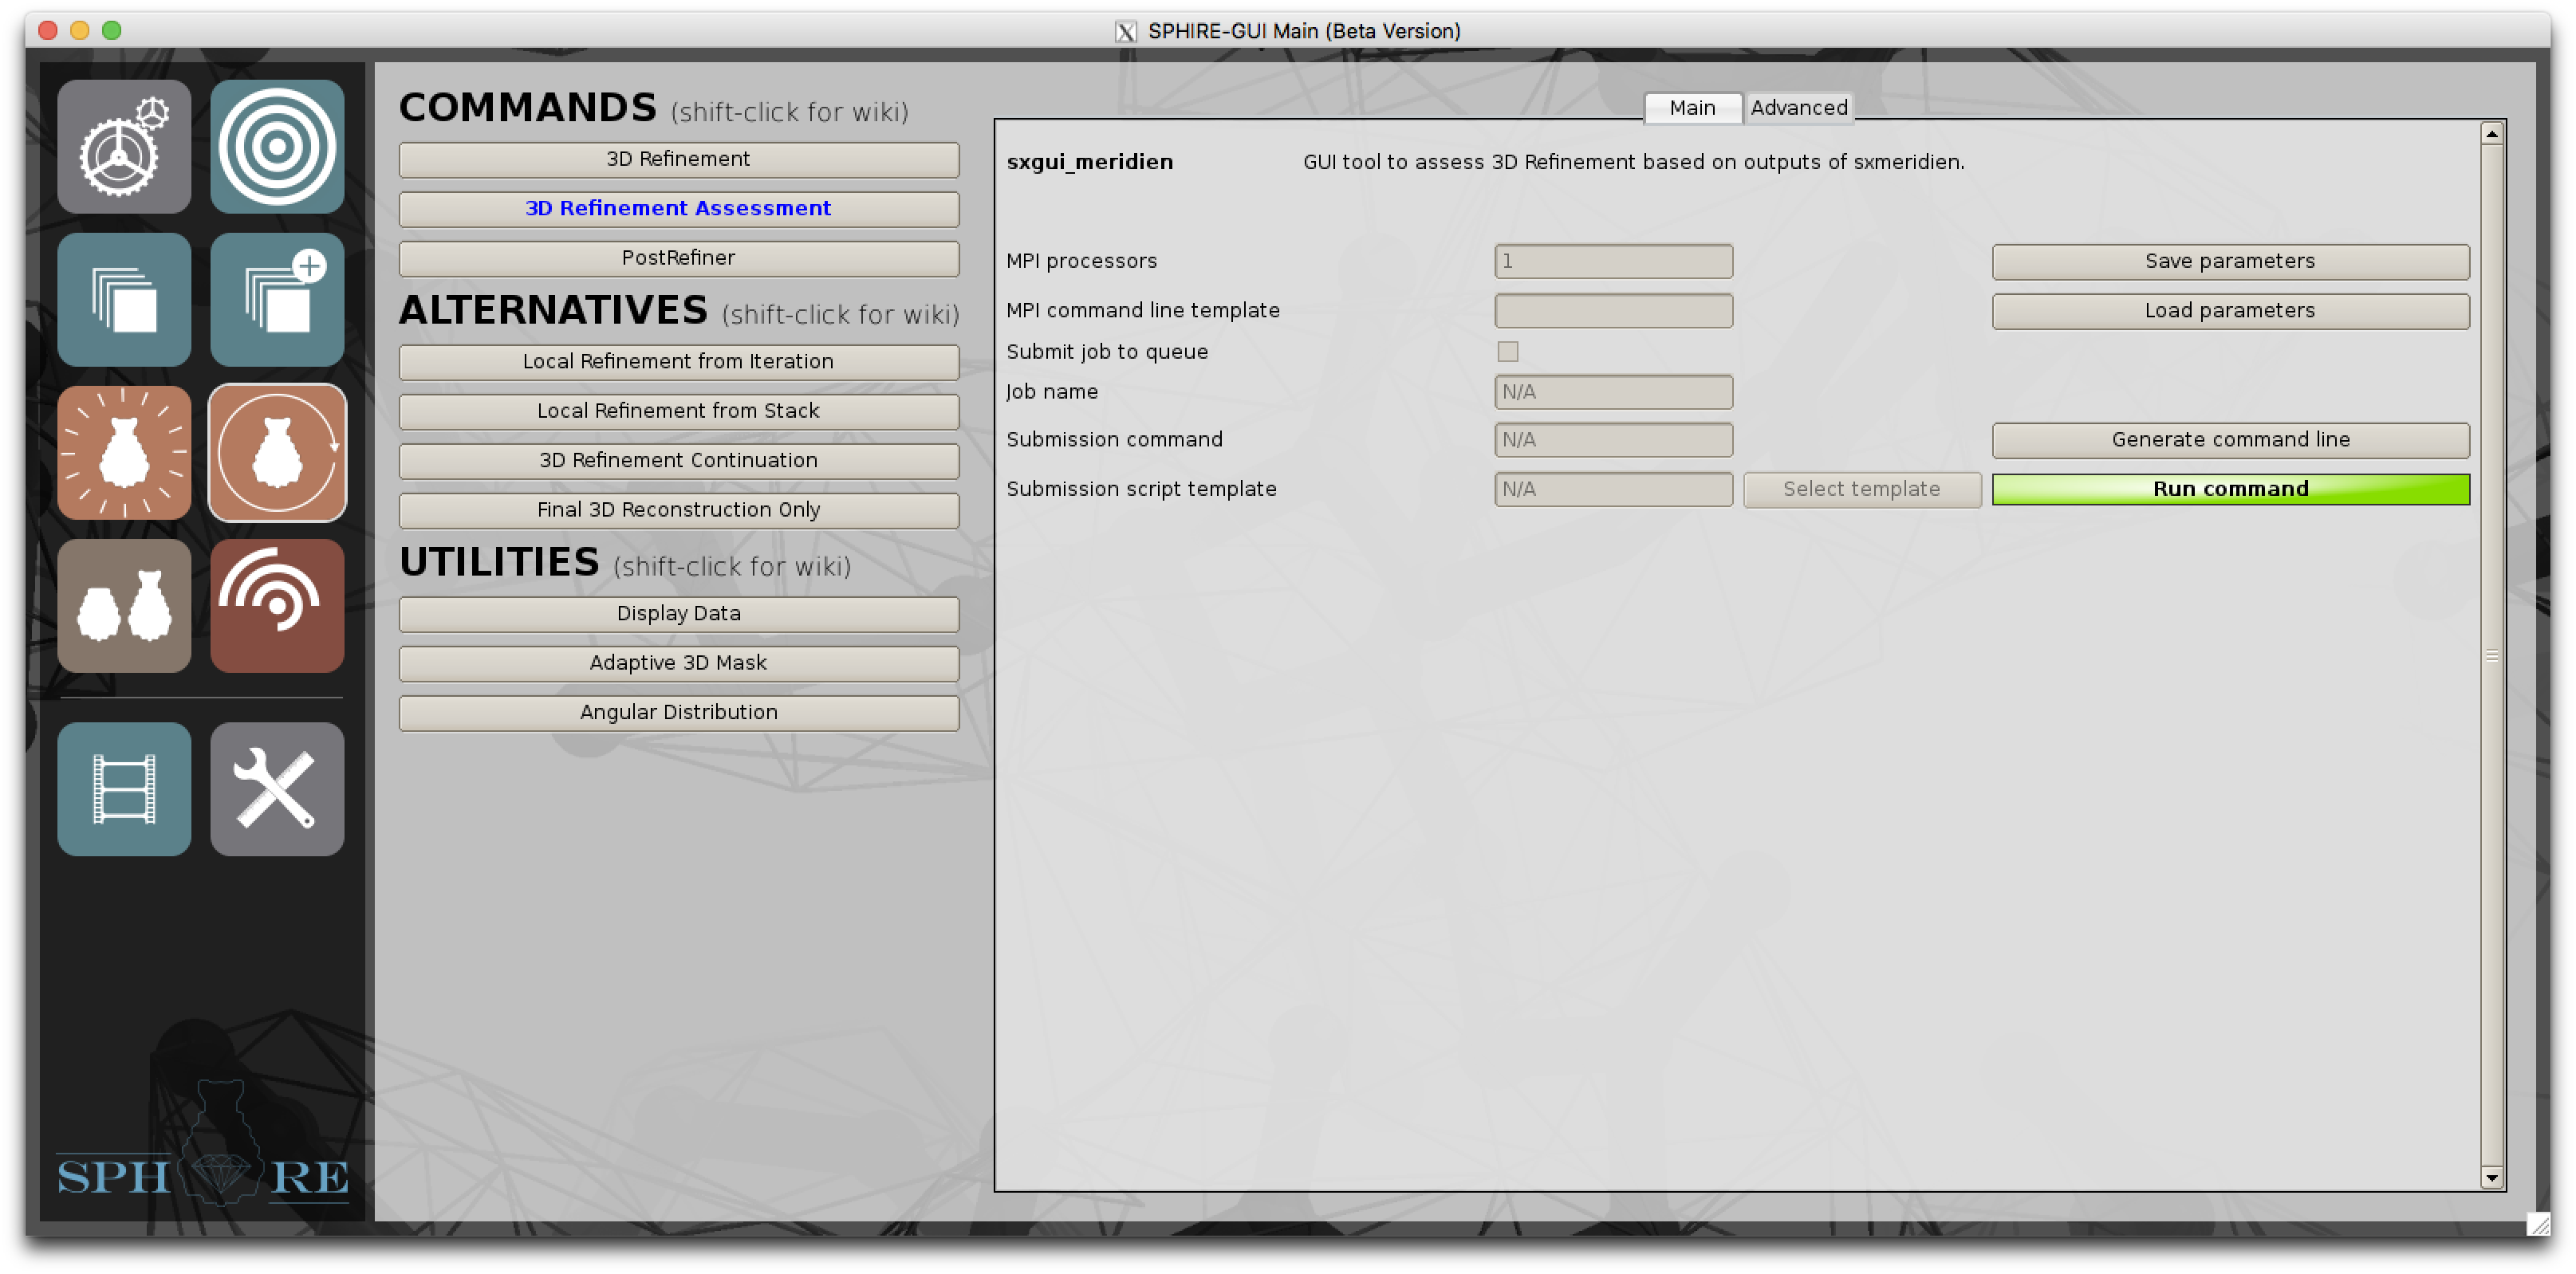 SPHIRE-GUI Main (Beta Version)
COMMANDS (shift-click for wiki)
3D Refinement
3D Refinement Assessment
PostRefiner
ALTERNATIVES (shift-click for wiki)
Local Refinement from Iteration
Local Refinement from Stack
3D Refinement Continuation
Final 3D Reconstruction Only
UTILITIES (shift-click for wiki)
Display Data
Adaptive 3D Mask
Angular Distribution
SPH RE
Main Advanced
sxgui_meridien GUI tool to assess 3D Refinement based on outputs of sxmeridien.
MPI processors 1 Save parameters
MPI command line template Load parameters
Submit job to queue
Job name N/A
Submission command N/A Generate command line
Submission script template N/A Select template Run command